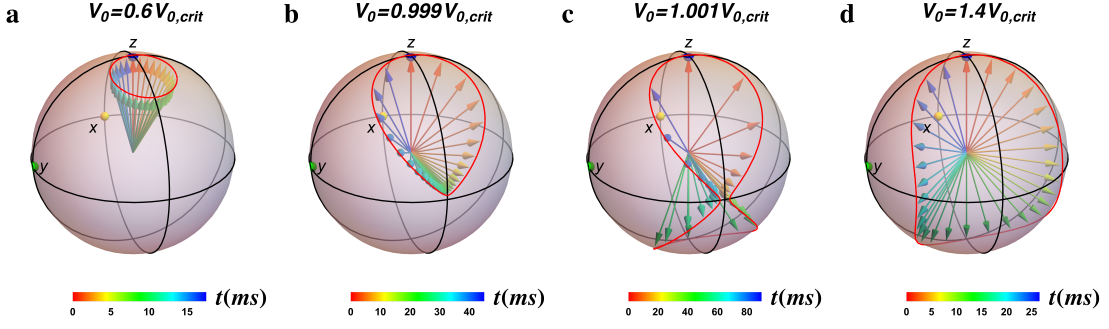 a V0=0.6V0,crit b V0=0.999V0,crit c V0=1.001V0,crit d V0=1.4V0,crit
z z z z
x x x x
y y y y
t(ms) t(ms) t(ms) t(ms)
0 5 10 15 0 10 20 30 40 0 20 40 60 80 0 5 10 15 20 25